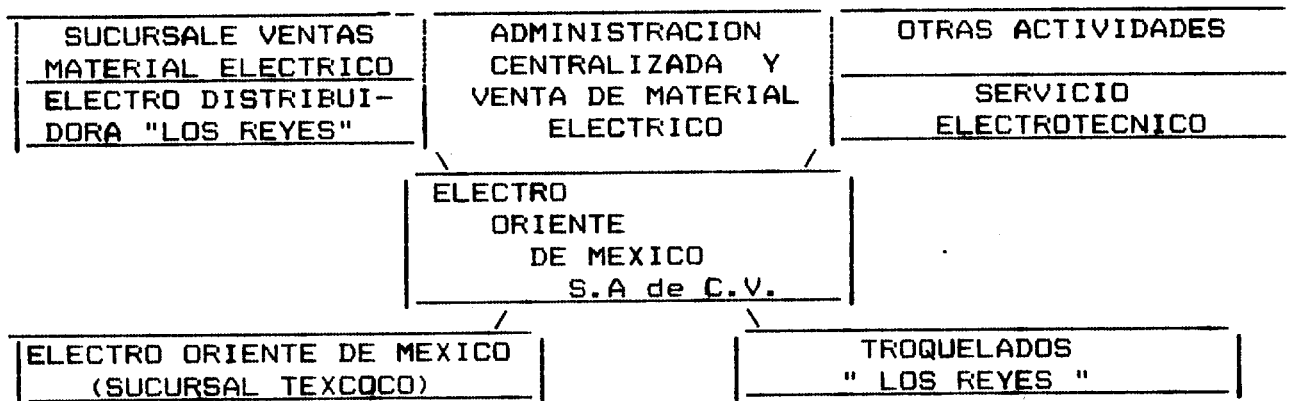 SUCURSALE VENTAS
MATERIAL ELECTRICO
ELECTRO DISTRIBUI-
DORA "LOS REYES"
ADMINISTRACION
CENTRALIZADA Y
VENTA DE MATERIAL
ELECTRICO
OTRAS ACTIVIDADES
SERVICIO
ELECTROTECNICO
ELECTRO
ORIENTE
DE MEXICO
S.A de C.V.
ELECTRO ORIENTE DE MEXICO
(SUCURSAL TEXCOCO)
TROQUELADOS
" LOS REYES "